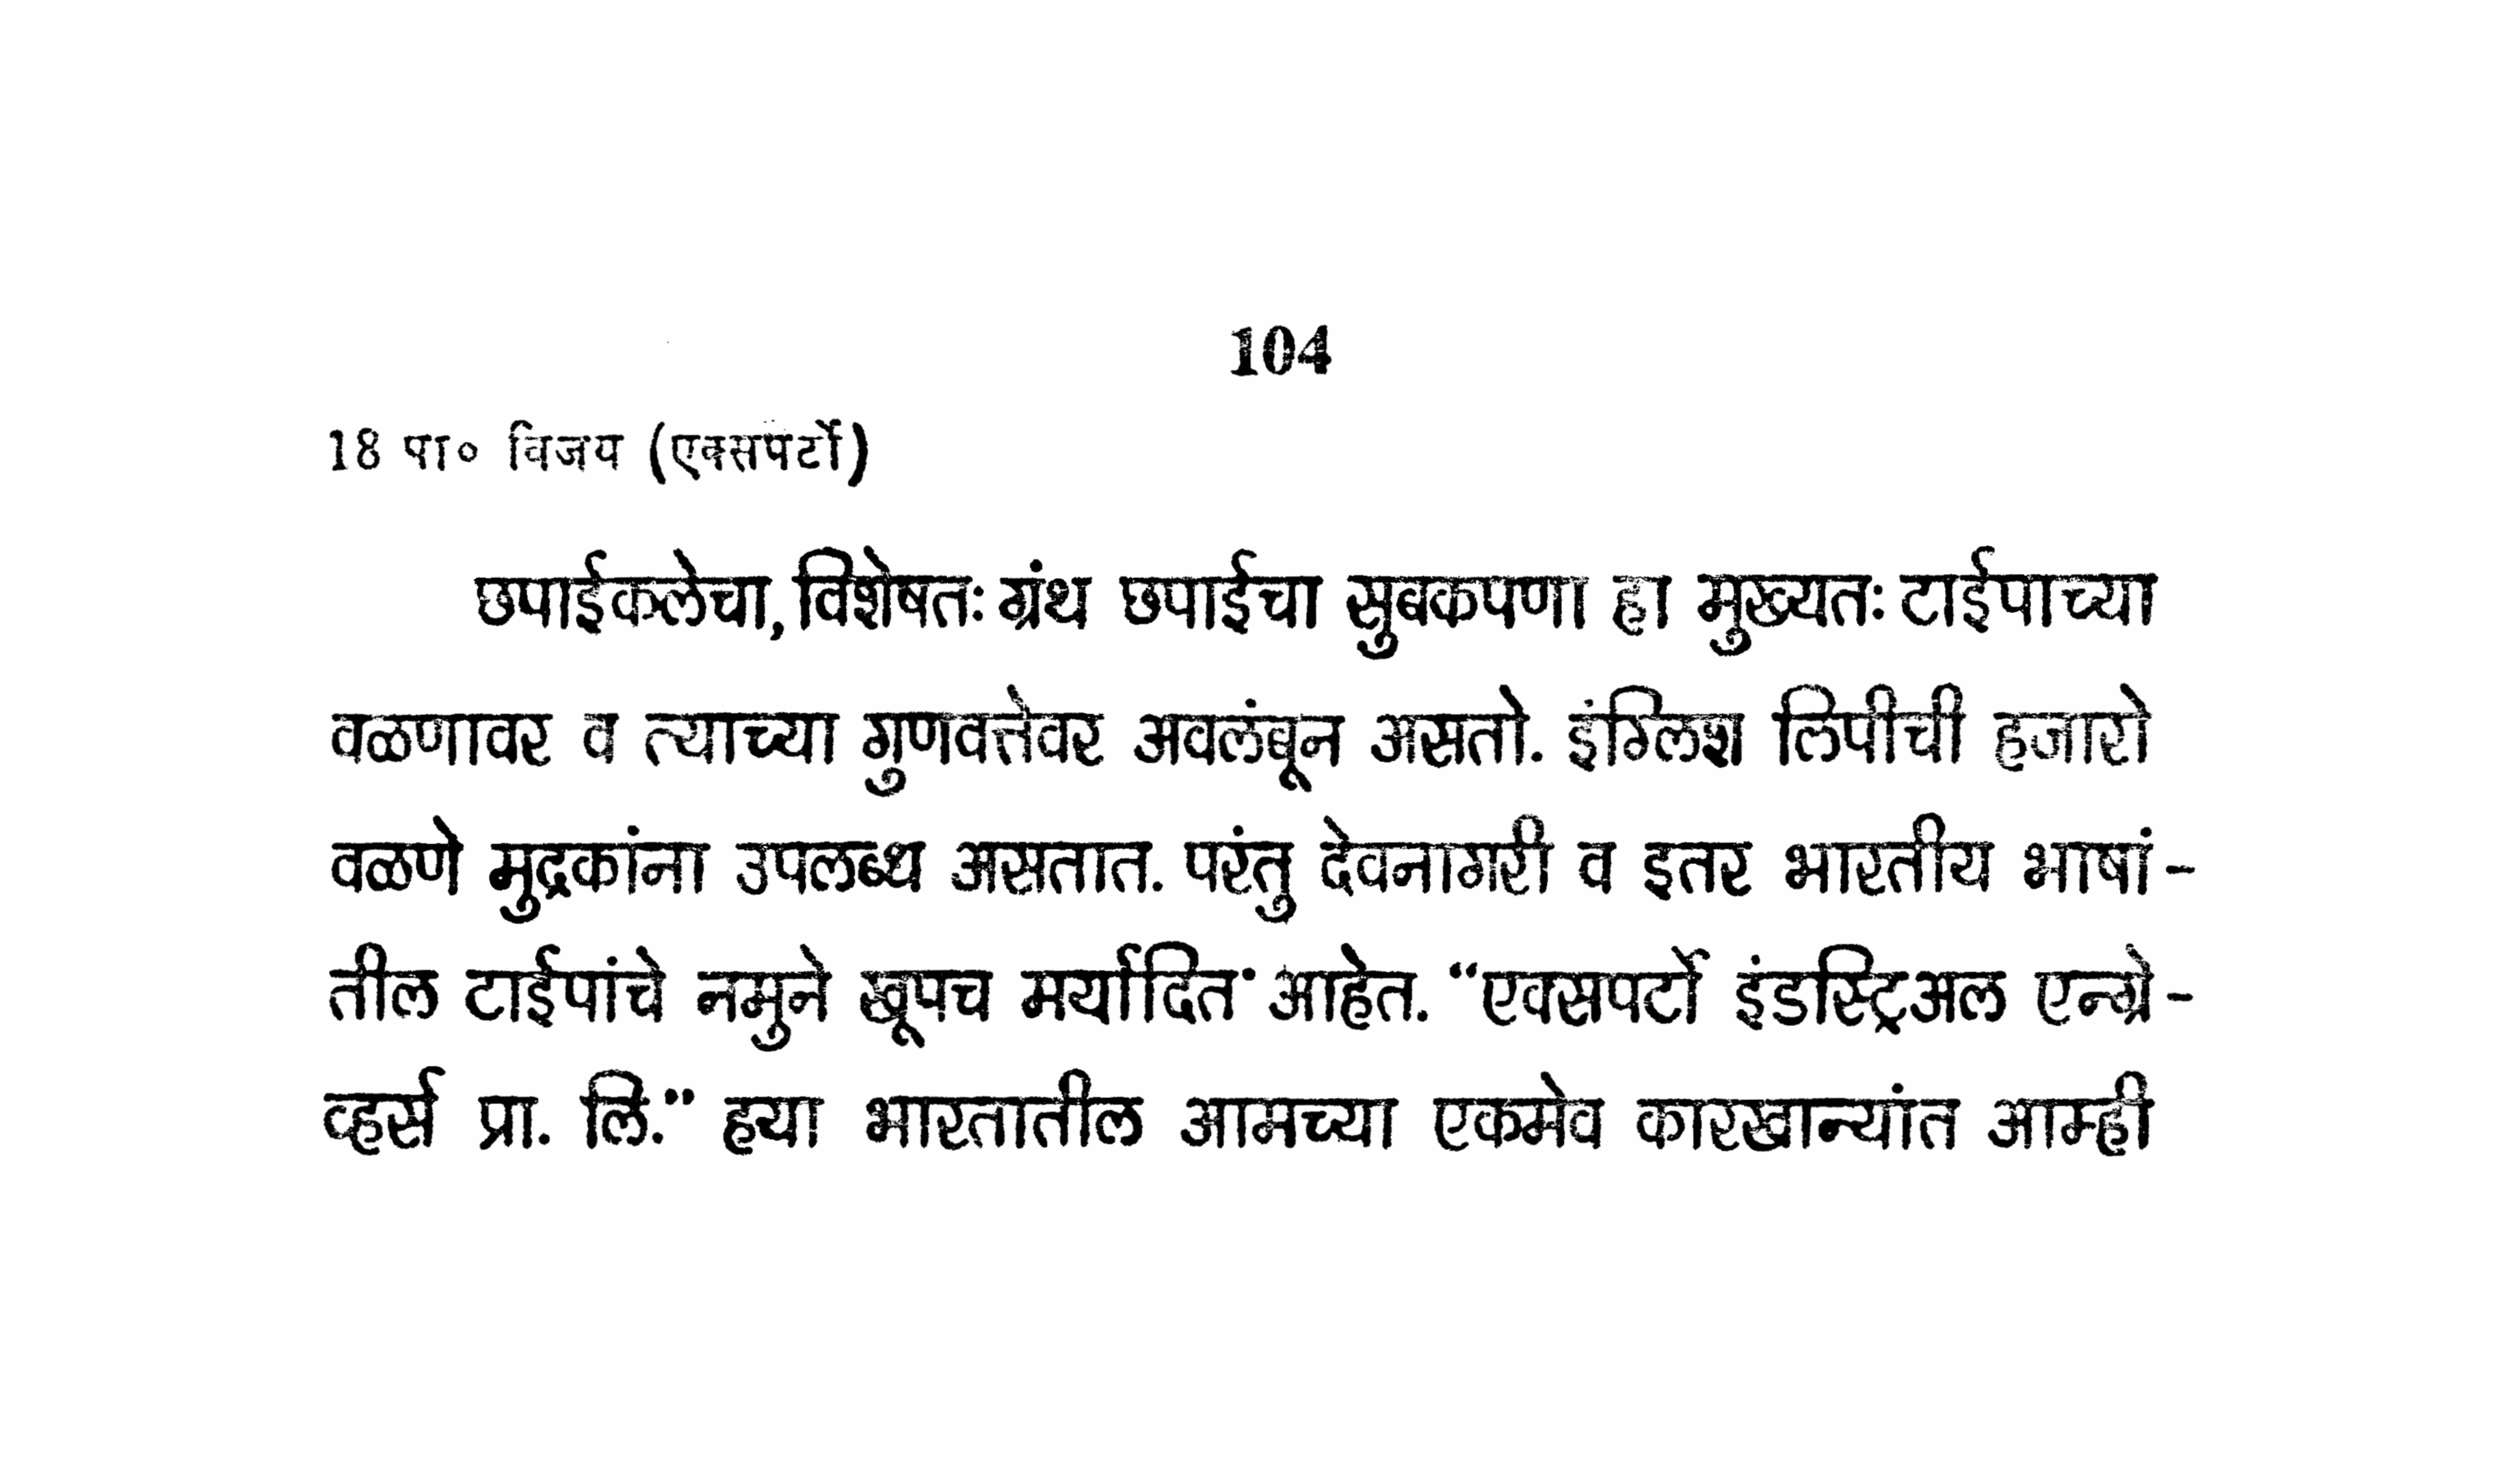 104
18 पा० विजय (एक्सपर्टो)
छपाईकलेचा, विशेषतः ग्रंथ छपाईचा सुबकपणा हा मुख्यतः टाईपाच्या
वळणावर व त्याच्या गुणवत्तेवर अवलंबून असतो. इंग्लिश लिपीची हजारो
वळणे मुद्रकांना उपलब्ध असतात. परंतु देवनागरी व इतर भारतीय भाषां-
तील टाईपांचे नमुने खूपच मर्यादित आहेत. “एक्सपर्टो इंडस्ट्रिअल एन्ग्रे-
व्हर्स प्रा. लि.” हया भारतातील आमच्या एकमेव कारखान्यांत आम्ही